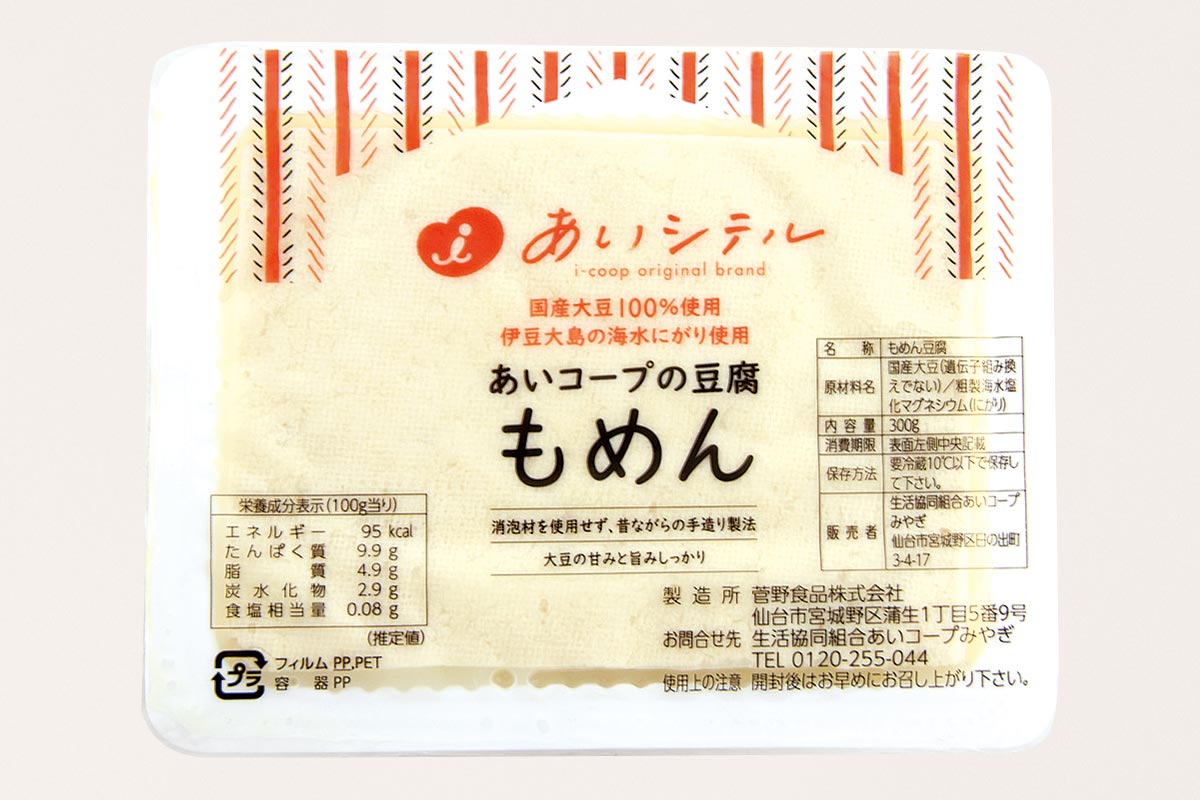 i あいシテル
i-coop original brand
国産大豆100%使用
伊豆大島の海水にがり使用
あいコープの豆腐
もめん
消泡材を使用せず、昔ながらの手造り製法
大豆の甘みと旨みしっかり
名称 もめん豆腐
原材料名 国産大豆(遺伝子組み換
えでない)/粗製海水塩
化マグネシウム(にがり)
内容量 300g
消費期限 表面左側中央記載
保存方法 要冷蔵10℃以下で保存し
て下さい。
販売者 生活協同組合あいコープ
みやぎ
仙台市宮城野区日の出町
3-4-17
栄養成分表示(100g当り)
エネルギー 95 kcal
たんぱく質 9.9 g
脂質 4.9 g
炭水化物 2.9 g
食塩相当量 0.08 g
(推定値)
プラ フィルム PP,PET
容器 PP
製造所 菅野食品株式会社
仙台市宮城野区蒲生1丁目5番9号
お問合せ先 生活協同組合あいコープみやぎ
TEL 0120-255-044
使用上の注意 開封後はお早めにお召し上がり下さい。